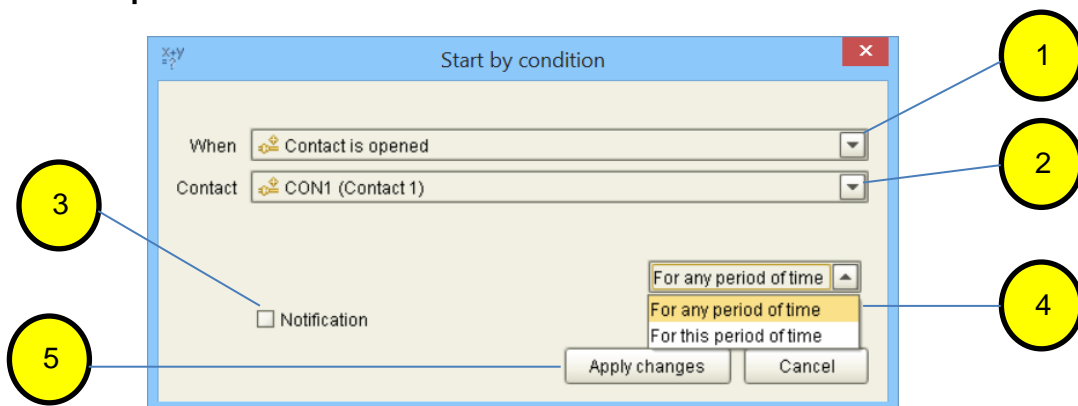 x+y
=?
Start by condition
1
When Contact is opened
2
Contact CON1 (Contact 1)
3
For any period of time
For any period of time
4
Notification
For this period of time
5
Apply changes Cancel